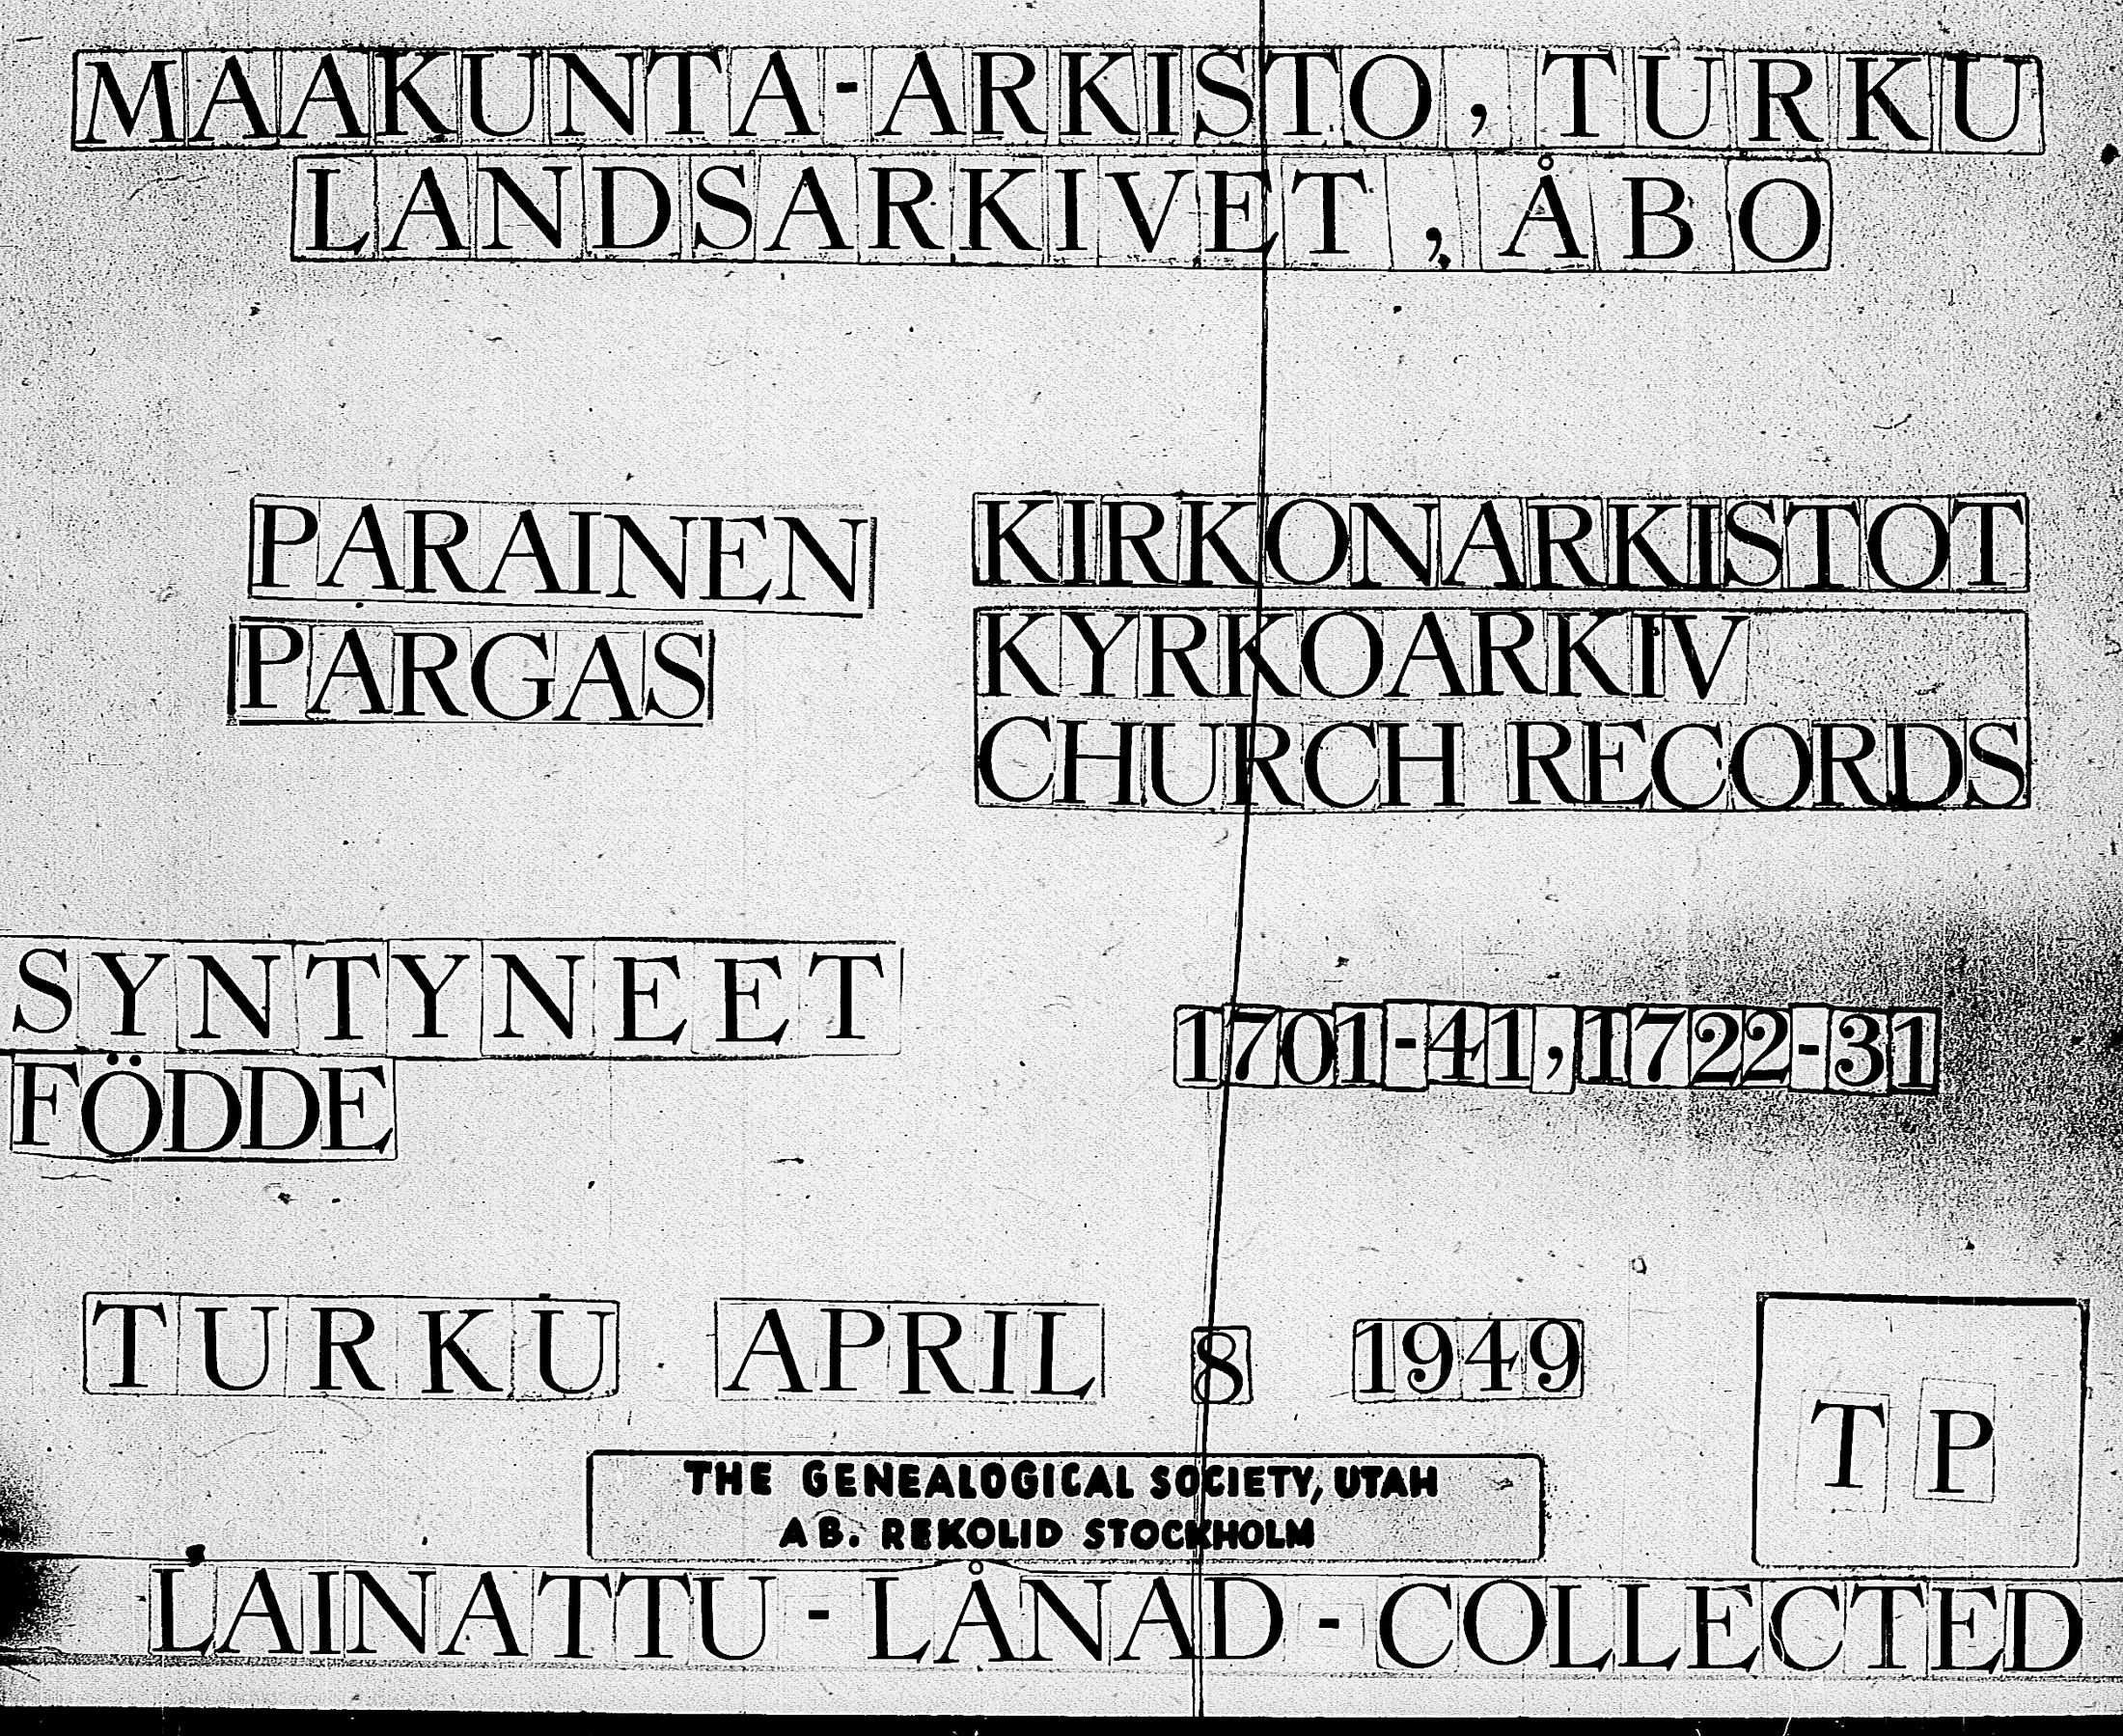 MAAKUNTA-ARKISTO, TURKU
LANDSARKIVET, ÅBO
PARAINEN
PARGAS
KIRKONARKISTOT
KYRKOARKIV
CHURCH RECORDS
SYNTYNEET
FÖDDE
1701-41,1722-31
TURKU APRIL 8 1949
TP
THE GENEALOGICAL SOCIETY, UTAH
AB. REKOLID STOCKHOLM
LAINATTU-LÅNAD-COLLECTED